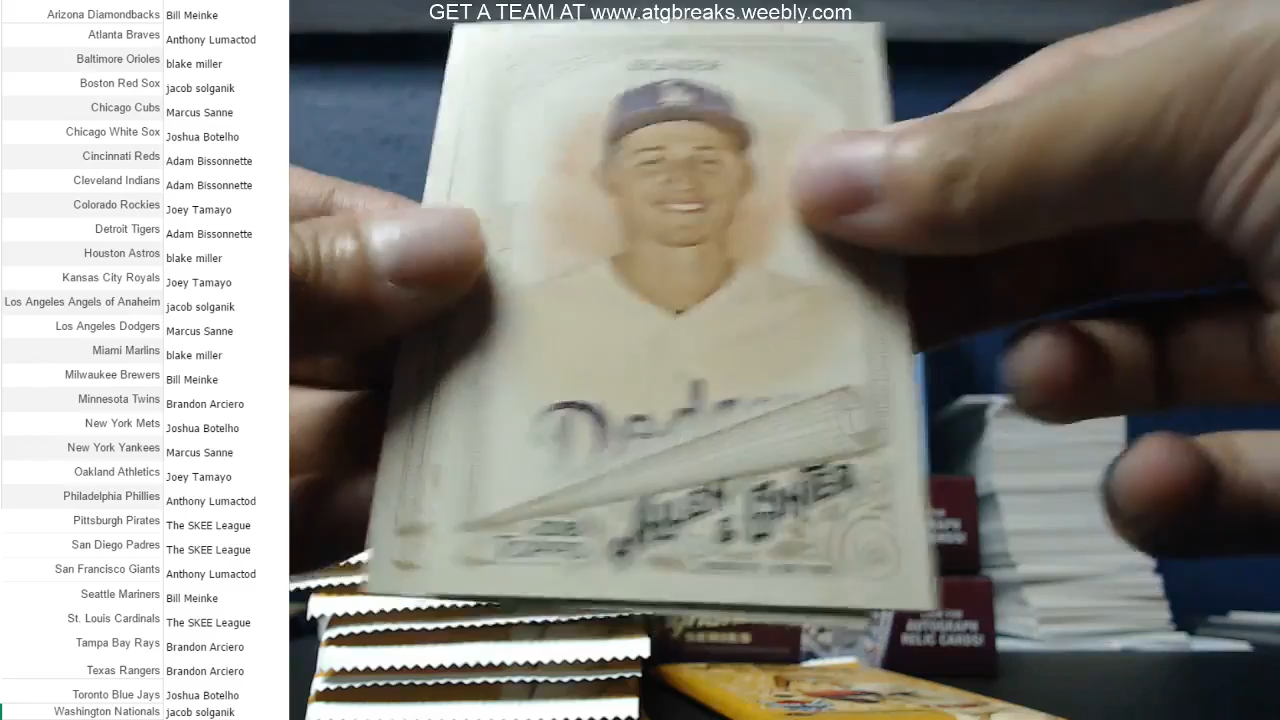 GET A TEAM AT www.atgbreaks.weebly.com
Arizona Diamondbacks Bill Meinke
Atlanta Braves Anthony Lumactod
Baltimore Orioles blake miller
Boston Red Sox jacob solganik
Chicago Cubs Marcus Sanne
Chicago White Sox Joshua Botelho
Cincinnati Reds Adam Bissonnette
Cleveland Indians Adam Bissonnette
Colorado Rockies Joey Tamayo
Detroit Tigers Adam Bissonnette
Houston Astros blake miller
Kansas City Royals Joey Tamayo
Los Angeles Angels of Anaheim jacob solganik
Los Angeles Dodgers Marcus Sanne
Miami Marlins blake miller
Milwaukee Brewers Bill Meinke
Minnesota Twins Brandon Arciero
New York Mets Joshua Botelho
New York Yankees Marcus Sanne
Oakland Athletics Joey Tamayo
Philadelphia Phillies Anthony Lumactod
Pittsburgh Pirates The SKEE League
San Diego Padres The SKEE League
San Francisco Giants Anthony Lumactod
Seattle Mariners Bill Meinke
St. Louis Cardinals The SKEE League
Tampa Bay Rays Brandon Arciero
Texas Rangers Brandon Arciero
Toronto Blue Jays Joshua Botelho
Washington Nationals jacob solganik
ALLEN
&
GINTER
SERIES
AUTOGRAPH
RELIC CARDS!